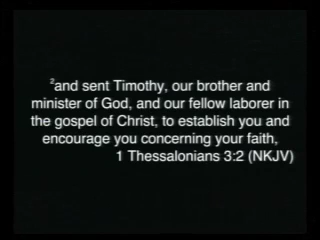 ²and sent Timothy, our brother and
minister of God, and our fellow laborer in
the gospel of Christ, to establish you and
encourage you concerning your faith,
1 Thessalonians 3:2 (NKJV)